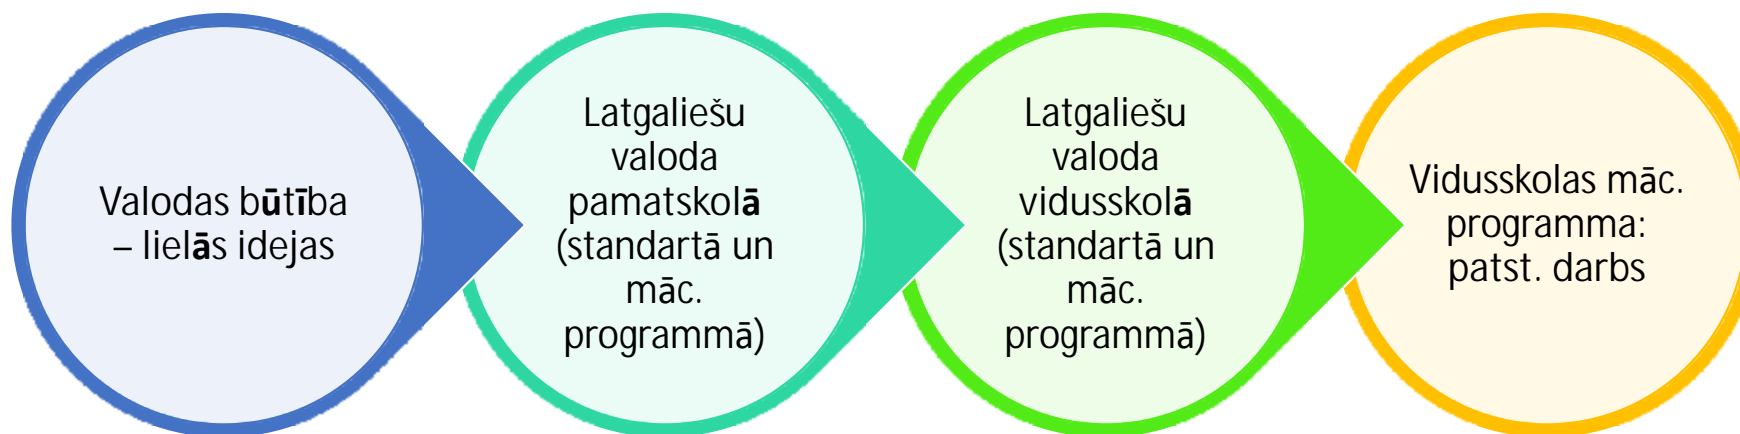 Valodas būtība
– lielās idejas
Latgaliešu
valoda
pamatskolā
(standartā un
māc.
programmā)
Latgaliešu
valoda
vidusskolā
(standartā un
māc.
programmā)
Vidusskolas māc.
programma:
patst. darbs